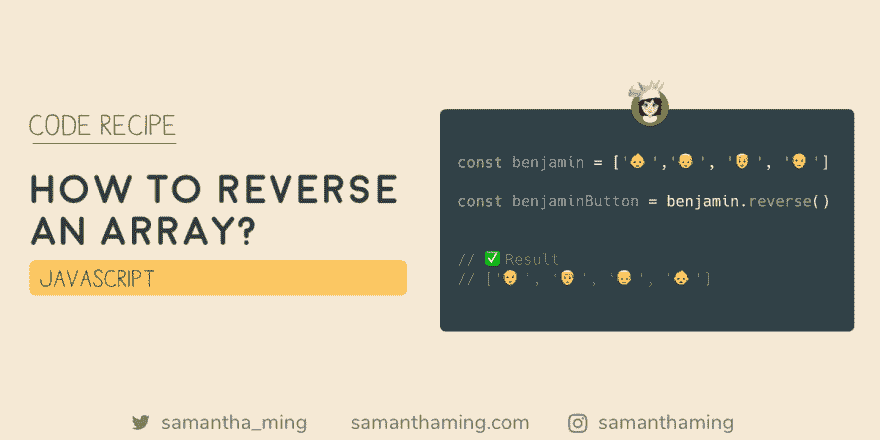 CODE RECIPE
HOW TO REVERSE
AN ARRAY?
JAVASCRIPT
const benjamin = ['👶', '👦', '👨', '👴']
const benjaminButton = benjamin.reverse()
// ✅ Result
// ['👴', '👨', '👦', '👶']
samantha_ming
samanthaming.com
samanthaming